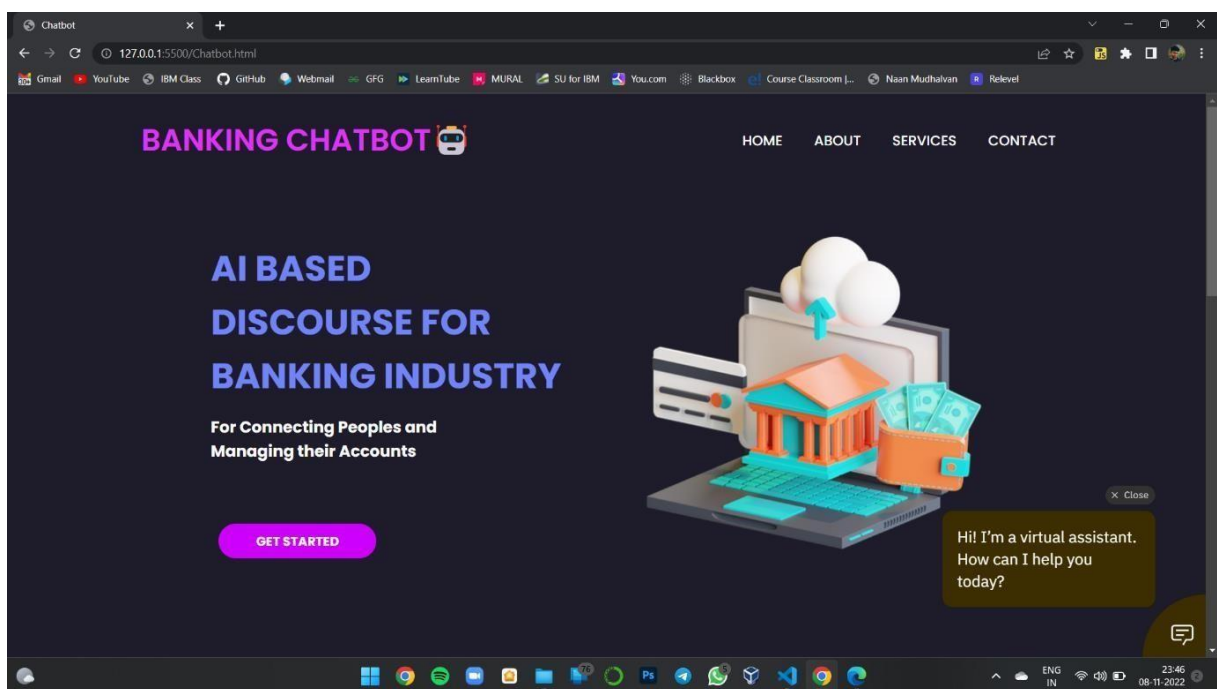 Chatbot
127.0.0.1:5500/Chatbot.html
Gmail YouTube IBM Class GitHub Webmail GFG LearnTube MURAL SU for IBM You.com Blackbox Course Classroom |... Naan Mudhalvan Relevel
BANKING CHATBOT
HOME ABOUT SERVICES CONTACT
AI BASED
DISCOURSE FOR
BANKING INDUSTRY
For Connecting Peoples and
Managing their Accounts
GET STARTED
× Close
Hi! I'm a virtual assistant.
How can I help you
today?
Ps
ENG
IN
23:46
08-11-2022